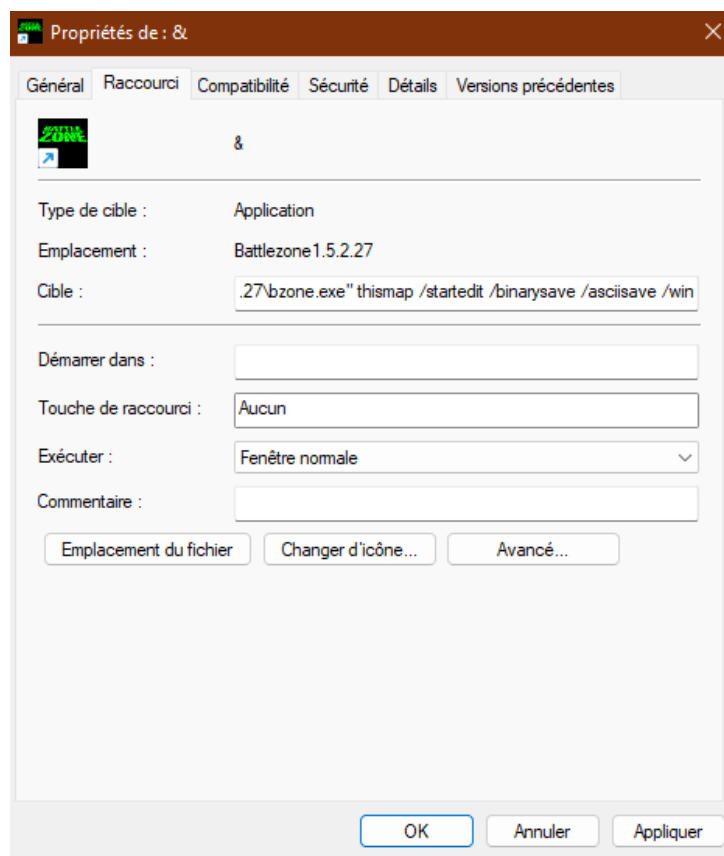 Propriétés de : &
Général Raccourci Compatibilité Sécurité Détails Versions précédentes
BATTLE
ZONE
&
Type de cible : Application
Emplacement : Battlezone1.5.2.27
Cible : .27\bzone.exe" thismap /startedit /binarysave /asciisave /win
Démarrer dans :
Touche de raccourci : Aucun
Exécuter : Fenêtre normale
Commentaire :
Emplacement du fichier Changer d'icône... Avancé...
OK Annuler Appliquer